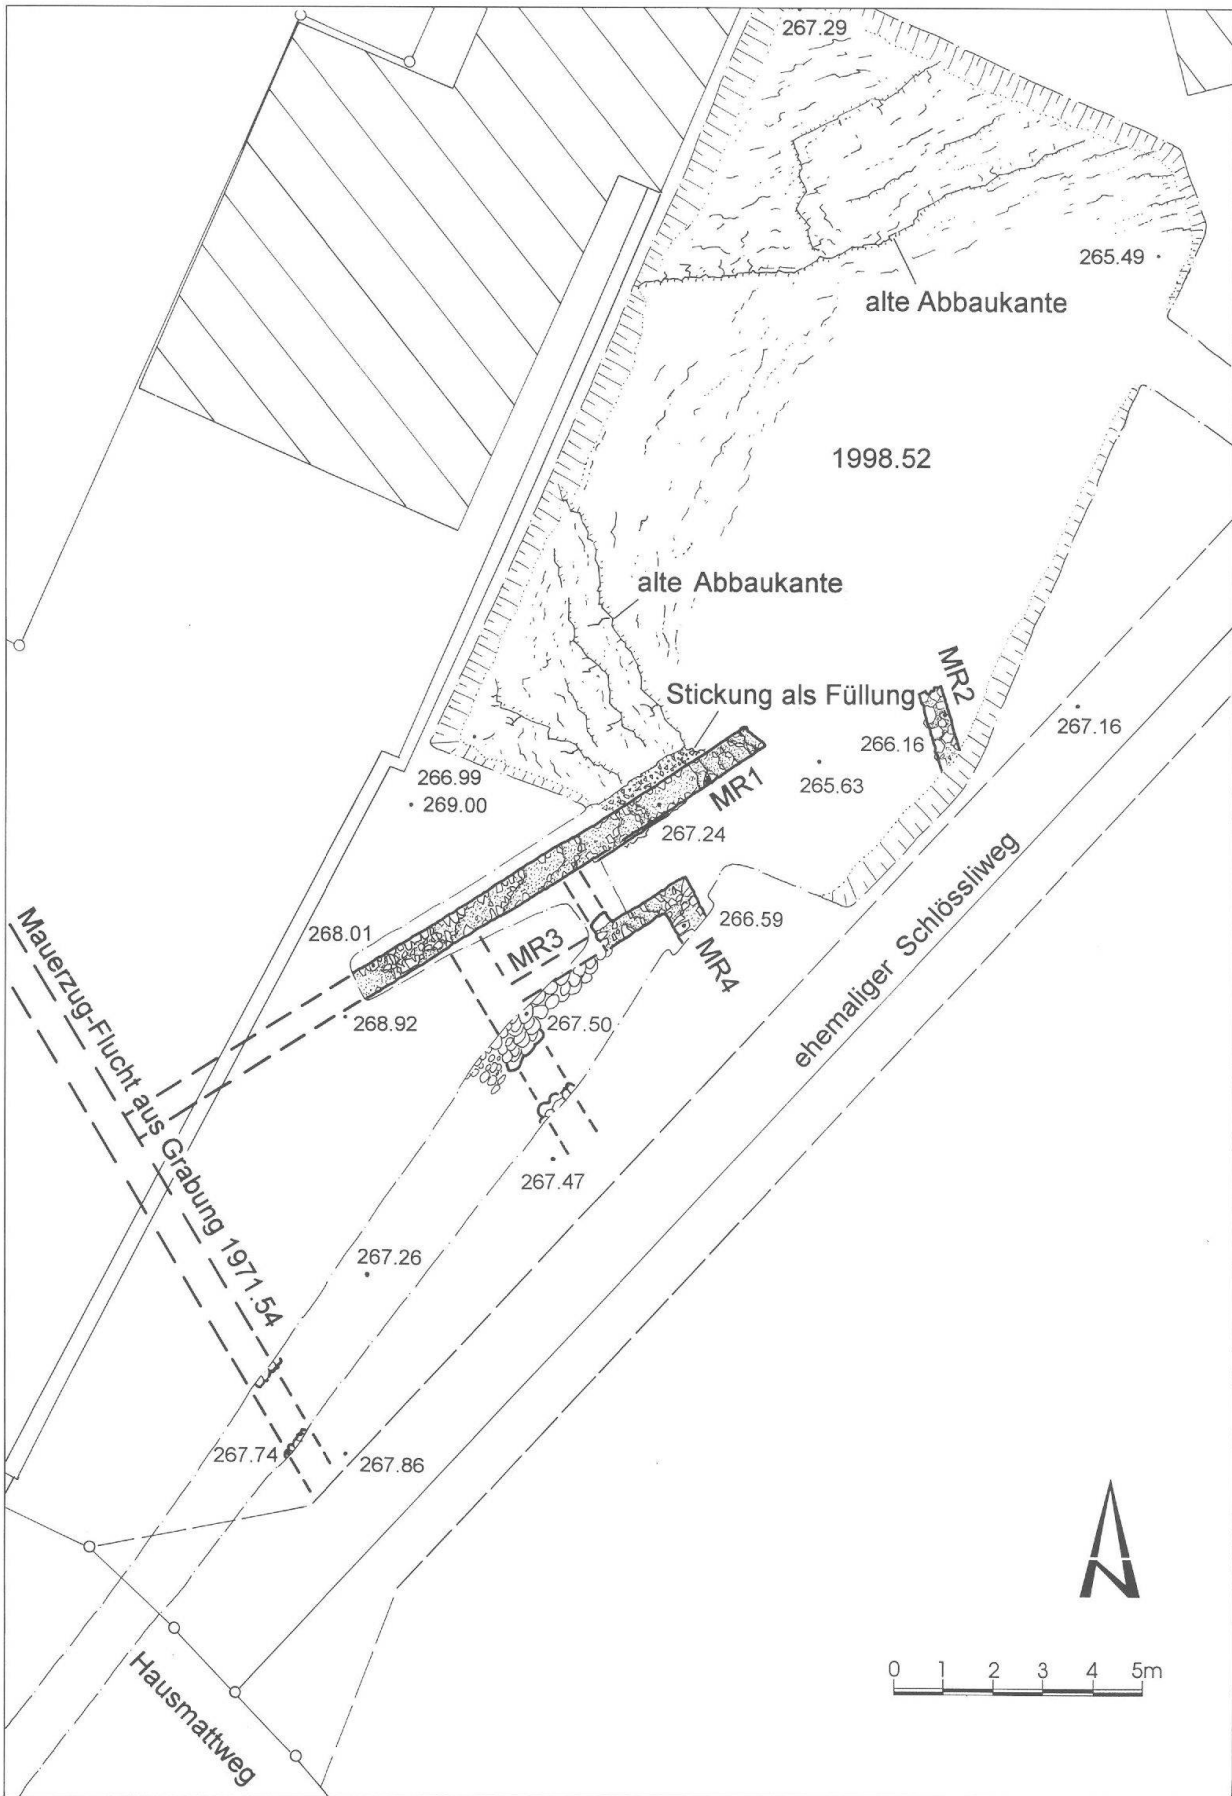 267.29
265.49
alte Abbaukante
1998.52
alte Abbaukante
Stickung als Füllung
MR2
267.16
266.16
266.99
269.00
265.63
MR1
267.24
268.01
266.59
MR3
MR4
ehemaliger Schlössliweg
Mauerzug-Flucht aus Grabung 1971.54
268.92
267.50
267.47
267.26
267.74
267.86
Hausmattweg
N
0 1 2 3 4 5m